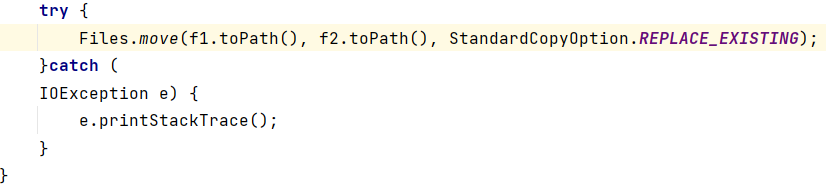 try {
Files.move(f1.toPath(), f2.toPath(), StandardCopyOption.REPLACE_EXISTING);
}catch (
IOException e) {
e.printStackTrace();
}
}